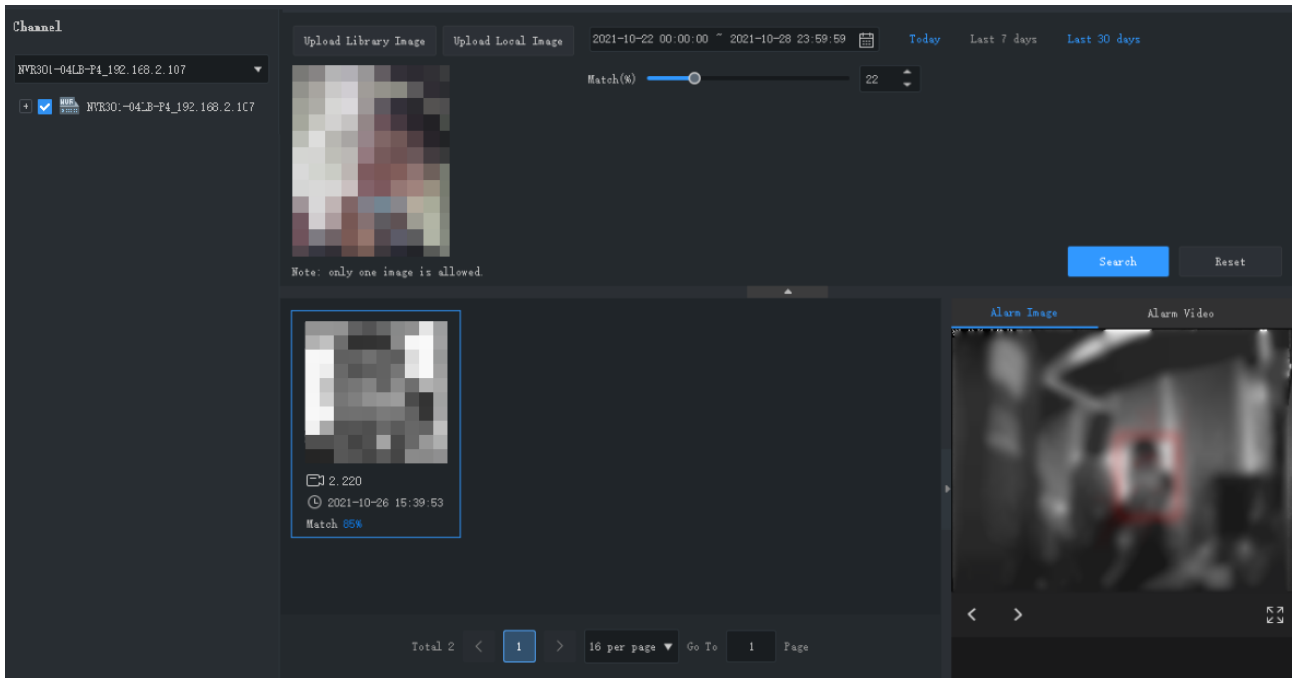 Channel
NVR301-04LB-P4_192.168.2.107
NVR301-04LB-P4_192.168.2.107
Upload Library Image
Upload Local Image
2021-10-22 00:00:00 ~ 2021-10-28 23:59:59
Today
Last 7 days
Last 30 days
Match(%)
22
Note: only one image is allowed.
Search
Reset
2.220
2021-10-26 15:39:53
Match 85%
Alarm Image
Alarm Video
Total 2
1
16 per page
Go To
1
Page